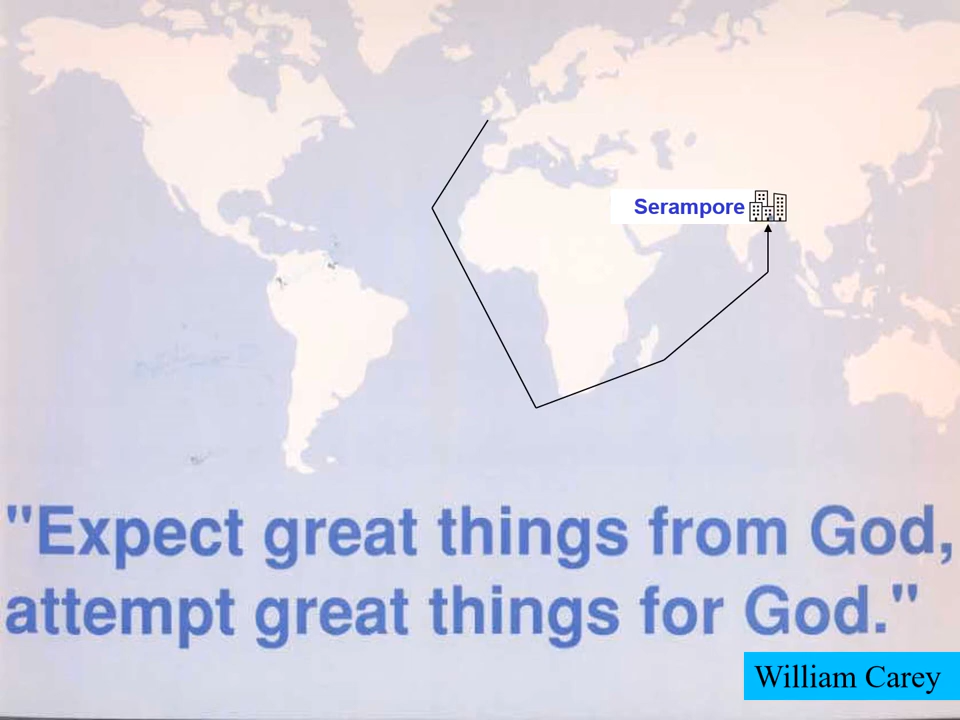 Serampore
"Expect great things from God,
attempt great things for God."
William Carey